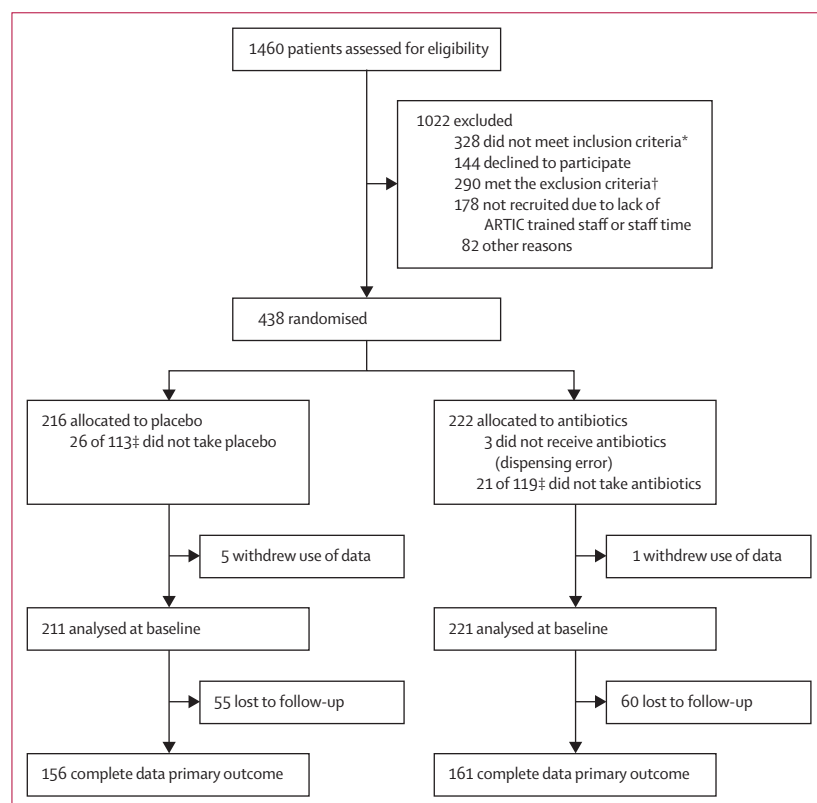 1460 patients assessed for eligibility
1022 excluded
328 did not meet inclusion criteria*
144 declined to participate
290 met the exclusion criteria†
178 not recruited due to lack of
ARTIC trained staff or staff time
82 other reasons
438 randomised
216 allocated to placebo
26 of 113‡ did not take placebo
222 allocated to antibiotics
3 did not receive antibiotics
(dispensing error)
21 of 119‡ did not take antibiotics
5 withdrew use of data
1 withdrew use of data
211 analysed at baseline
221 analysed at baseline
55 lost to follow-up
60 lost to follow-up
156 complete data primary outcome
161 complete data primary outcome